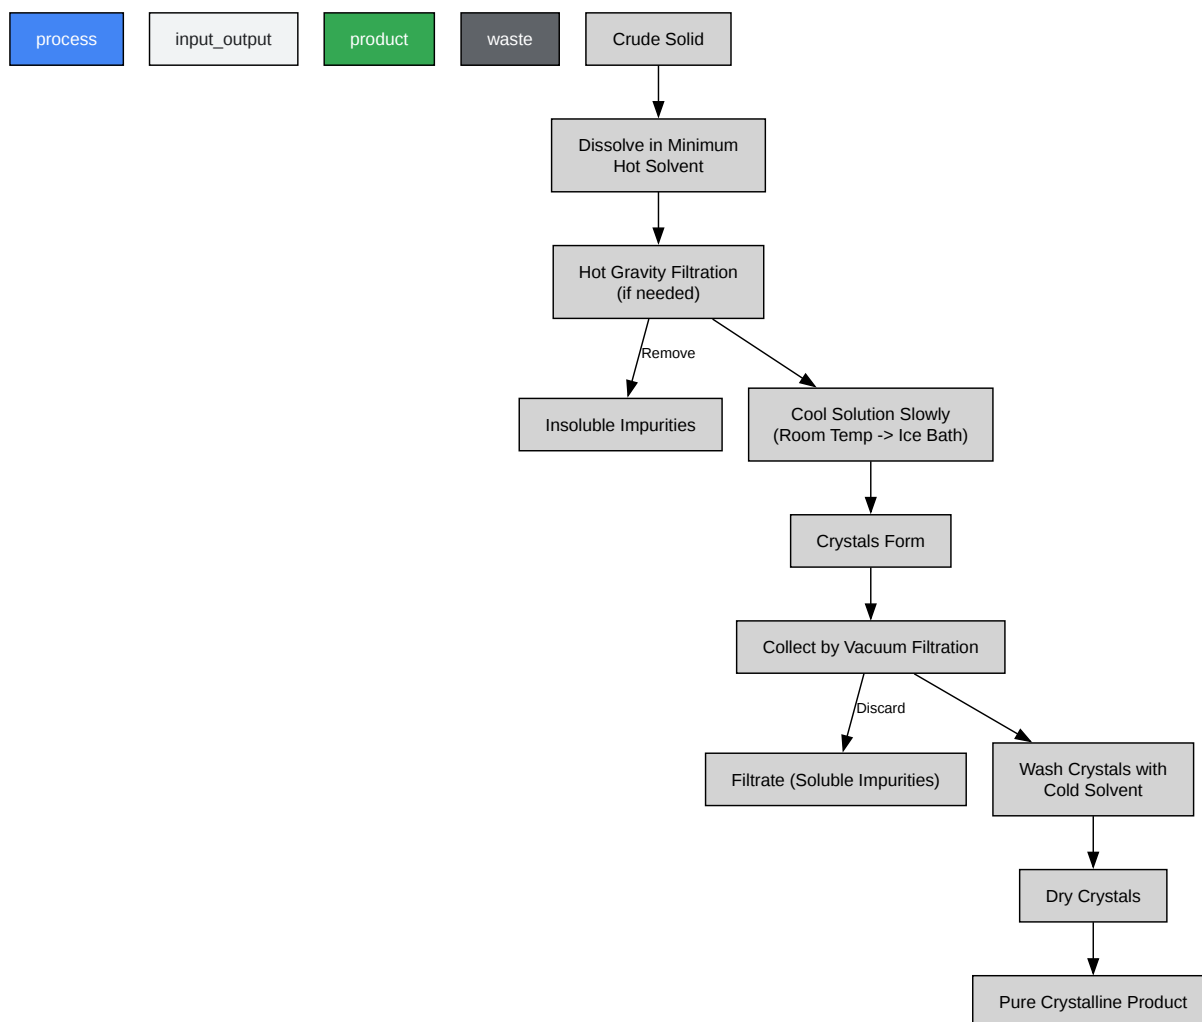 process
input_output
product
waste
Crude Solid
Dissolve in Minimum
Hot Solvent
Hot Gravity Filtration
(if needed)
Remove
Insoluble Impurities
Cool Solution Slowly
(Room Temp -> Ice Bath)
Crystals Form
Collect by Vacuum Filtration
Discard
Filtrate (Soluble Impurities)
Wash Crystals with
Cold Solvent
Dry Crystals
Pure Crystalline Product